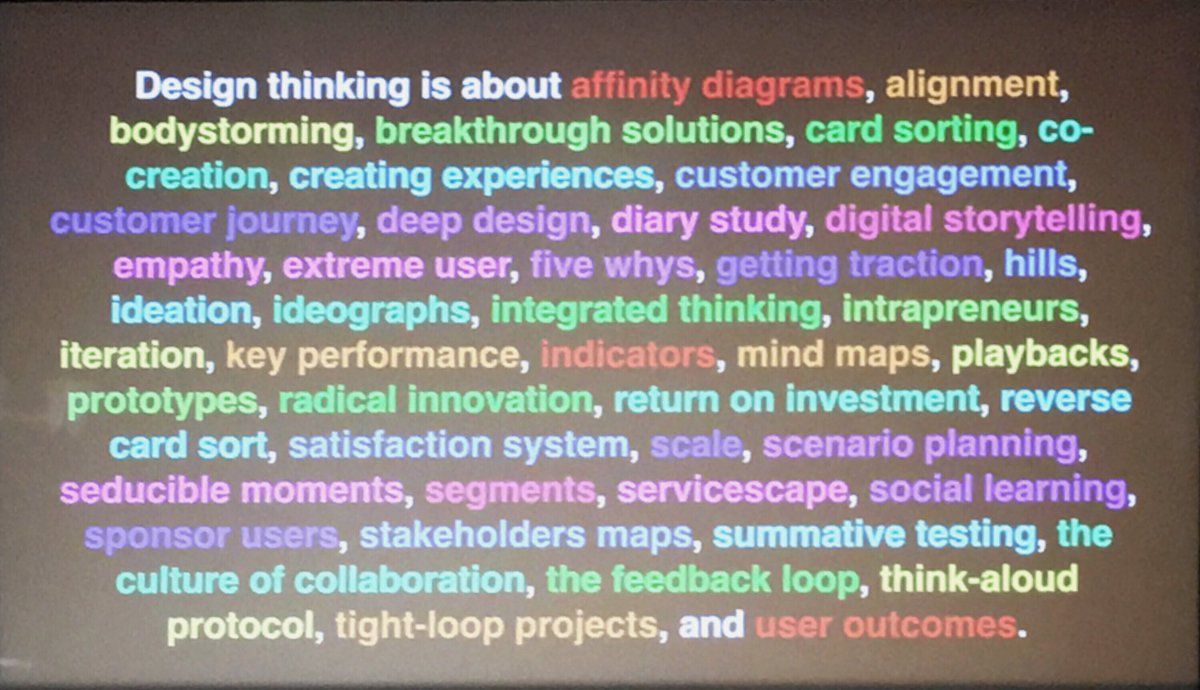 Design thinking is about affinity diagrams, alignment,
bodystorming, breakthrough solutions, card sorting, co-
creation, creating experiences, customer engagement,
customer journey, deep design, diary study, digital storytelling,
empathy, extreme user, five whys, getting traction, hills,
ideation, ideographs, integrated thinking, intrapreneurs,
iteration, key performance, indicators, mind maps, playbacks,
prototypes, radical innovation, return on investment, reverse
card sort, satisfaction system, scale, scenario planning,
seducible moments, segments, servicescape, social learning,
sponsor users, stakeholders maps, summative testing, the
culture of collaboration, the feedback loop, think-aloud
protocol, tight-loop projects, and user outcomes.